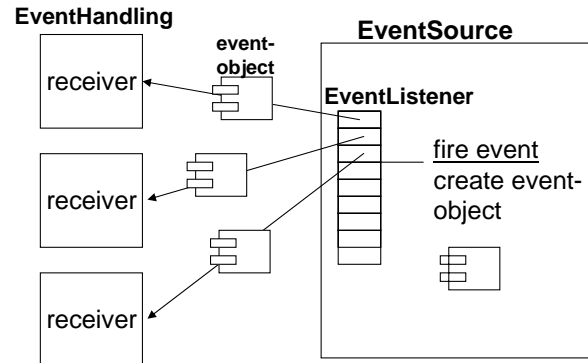 EventHandling
receiver
receiver
receiver
event-
object
EventSource
EventListener
fire event
create event-
object